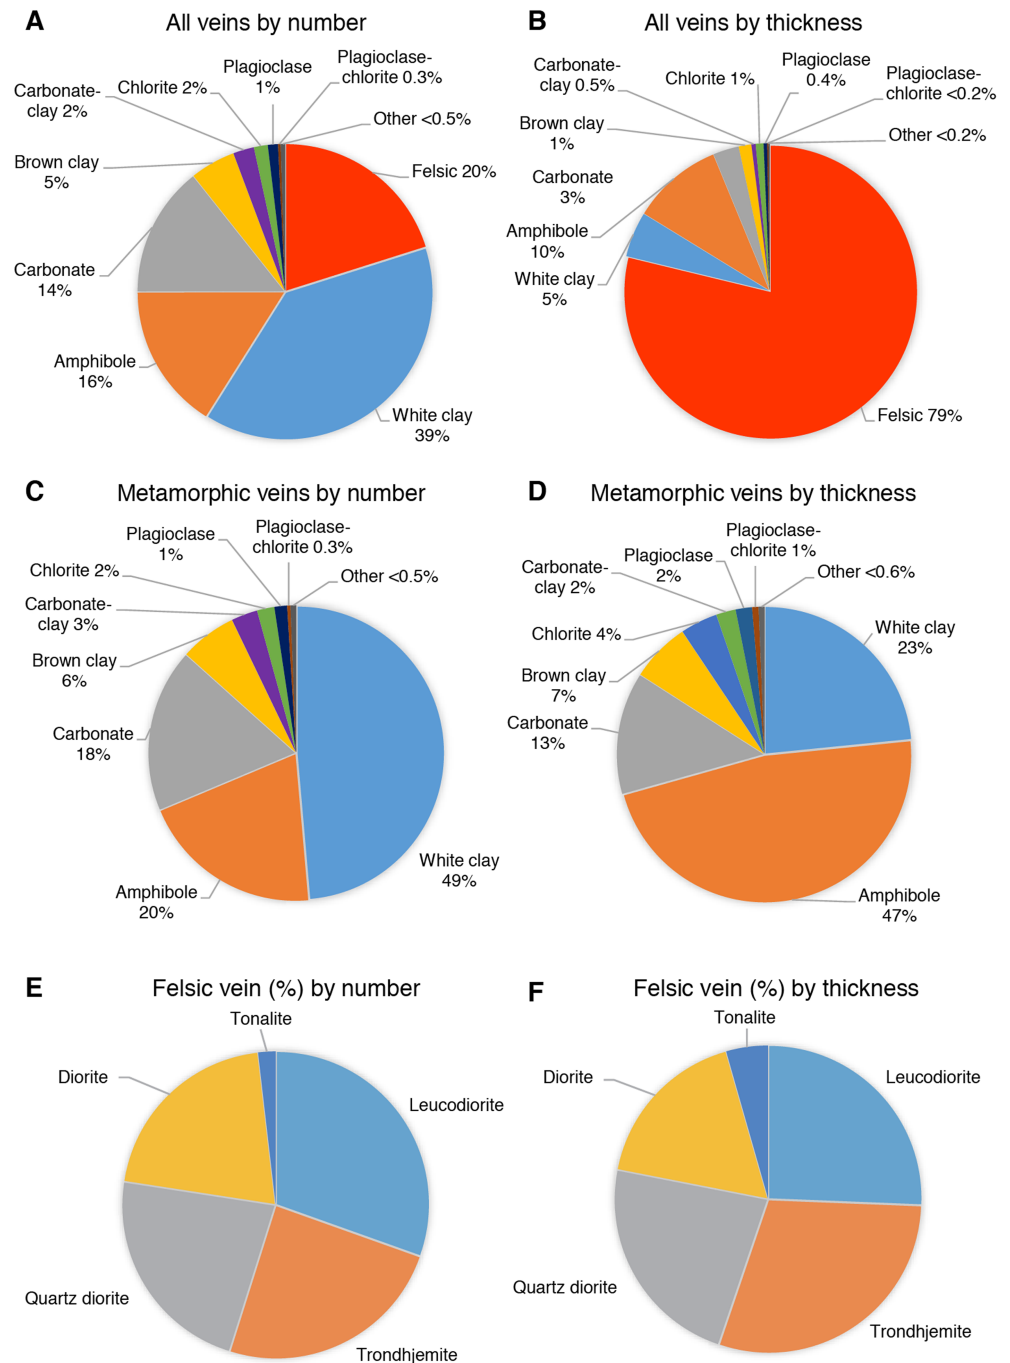 A
All veins by number
Plagioclase-
chlorite 0.3%
Plagioclase
1%
Chlorite 2%
Carbonate-
clay 2%
Other <0.5%
Brown clay
5%
Felsic 20%
Carbonate
14%
Amphibole
16%
White clay
39%
B
All veins by thickness
Carbonate-
clay 0.5%
Chlorite 1%
Plagioclase
0.4%
Plagioclase-
chlorite <0.2%
Brown clay
1%
Other <0.2%
Carbonate
3%
Amphibole
10%
White clay
5%
Felsic 79%
C
Metamorphic veins by number
Plagioclase
1%
Plagioclase-
chlorite 0.3%
Chlorite 2%
Other <0.5%
Carbonate-
clay 3%
Brown clay
6%
Carbonate
18%
Amphibole
20%
White clay
49%
D
Metamorphic veins by thickness
Plagioclase-
chlorite 1%
Plagioclase
2%
Carbonate-
clay 2%
Other <0.6%
Chlorite 4%
White clay
23%
Brown clay
7%
Carbonate
13%
Amphibole
47%
E
Felsic vein (%) by number
Tonalite
Diorite
Leucodiorite
Quartz diorite
Trondhjemite
F
Felsic vein (%) by thickness
Tonalite
Diorite
Leucodiorite
Quartz diorite
Trondhjemite